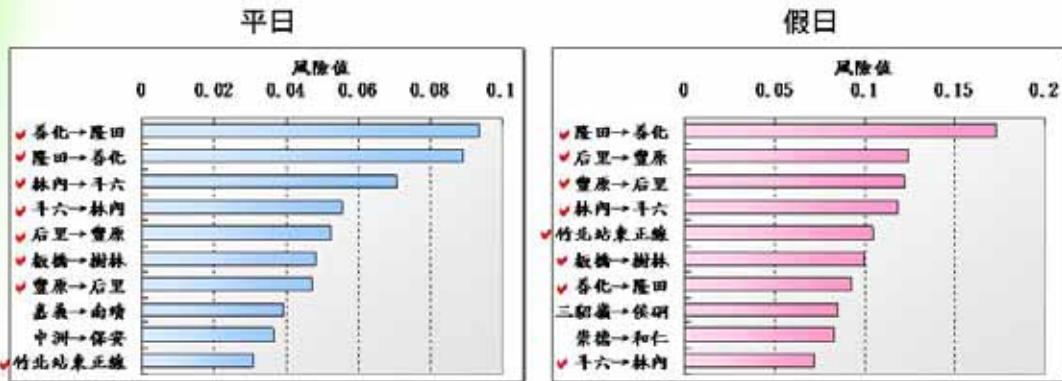 平日
風險值
0 0.02 0.04 0.06 0.08 0.1
善化→隆田
隆田→善化
林內→斗六
斗六→林內
后里→豐原
板橋→樹林
豐原→后里
嘉義→南靖
中洲→保安
竹北站東正線
假日
風險值
0 0.05 0.1 0.15 0.2
隆田→善化
后里→豐原
豐原→后里
林內→斗六
竹北站東正線
板橋→樹林
善化→隆田
三貂嶺→侯硐
崇德→和仁
斗六→林內